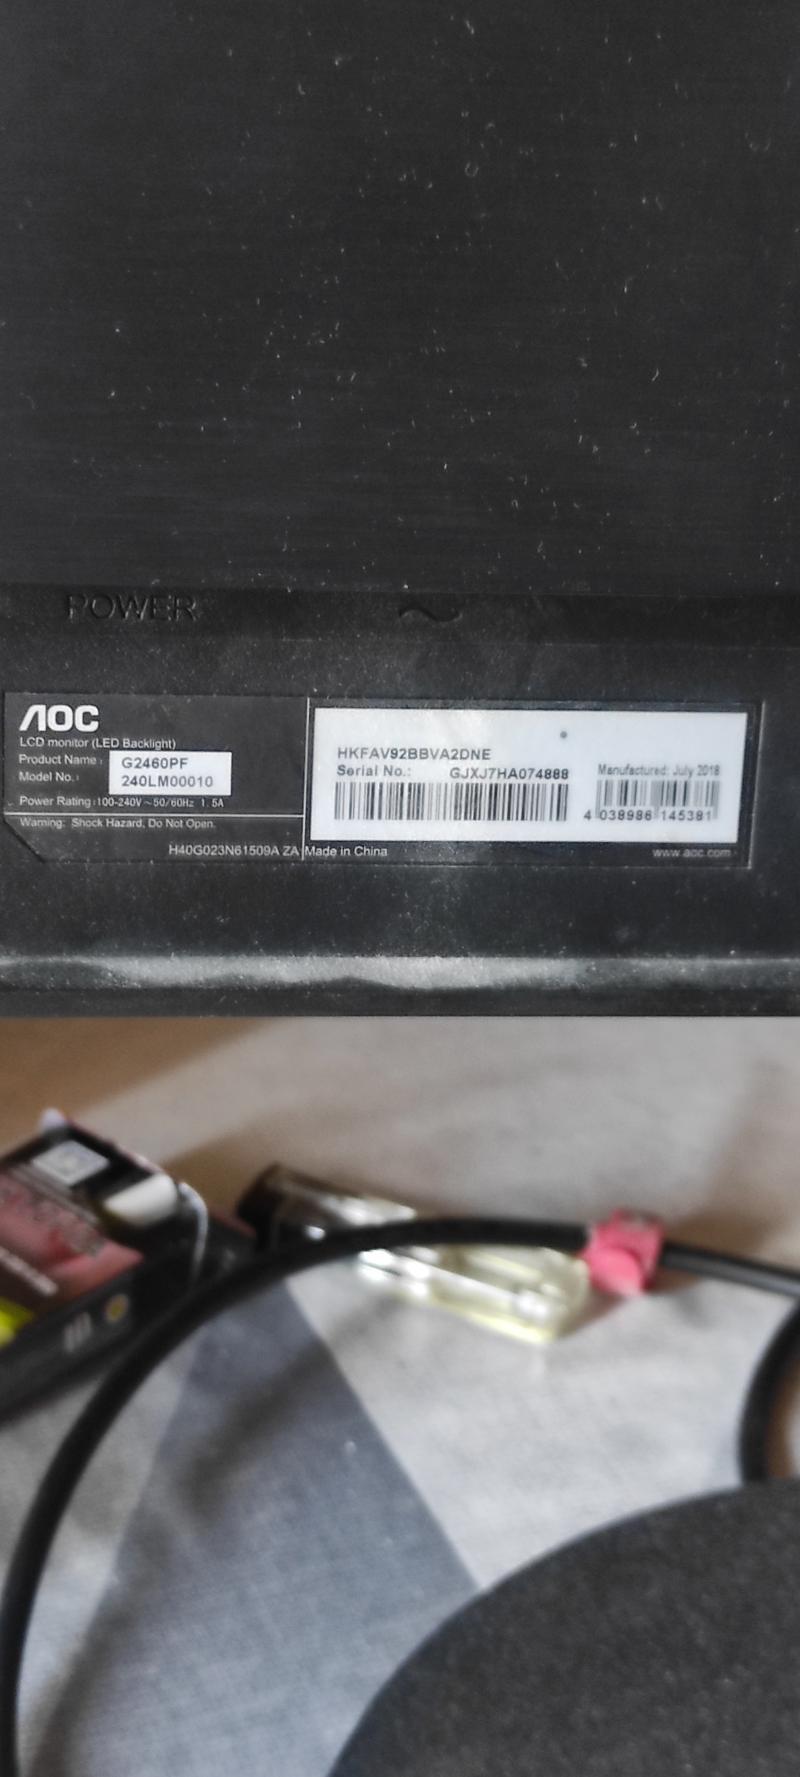 POWER
AOC
LCD monitor (LED Backlight)
Product Name : G2460PF
Model No. : 240LM00010
Power Rating :100-240V ~ 50/60Hz 1.5A
Warning: Shock Hazard, Do Not Open.
HKFAV92BBVA2DNE
Serial No.: GJXJ7HA074888
Manufactured: July 2018
4 038986 145381
H40G023N61509A ZA Made in China
www.aoc.com